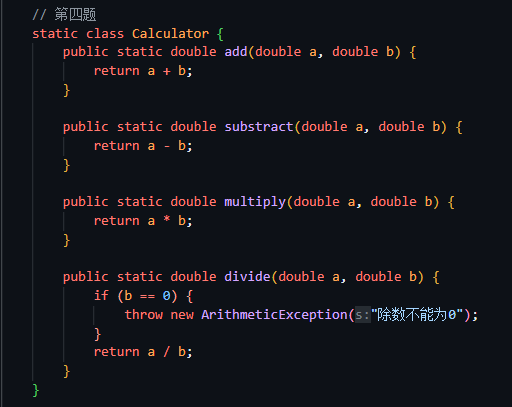 // 第四题
static class Calculator {
    public static double add(double a, double b) {
        return a + b;
    }
    public static double substract(double a, double b) {
        return a - b;
    }
    public static double multiply(double a, double b) {
        return a * b;
    }
    public static double divide(double a, double b) {
        if (b == 0) {
            throw new ArithmeticException(s:"除数不能为0");
        }
        return a / b;
    }
}